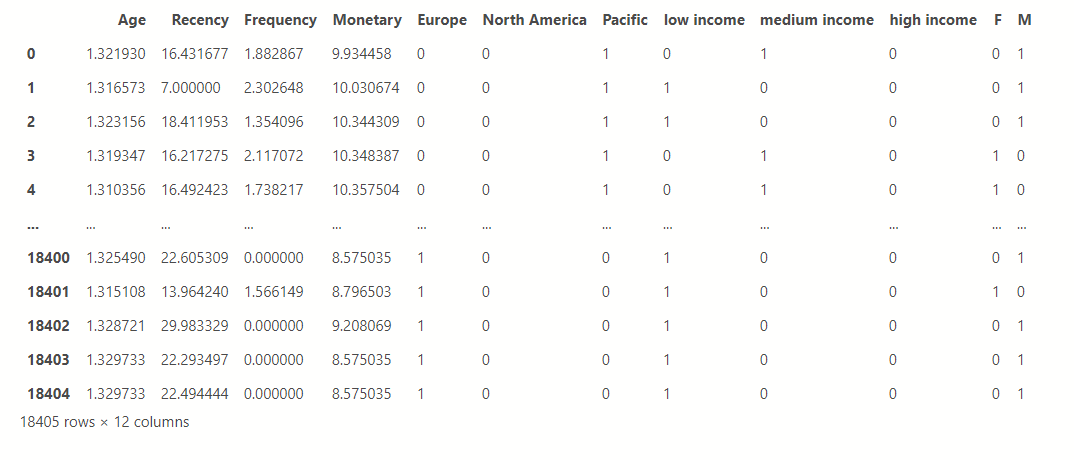 Age Recency Frequency Monetary Europe North America Pacific low income medium income high income F M
0 1.321930 16.431677 1.882867 9.934458 0 0 1 0 1 0 0 1
1 1.316573 7.000000 2.302648 10.030674 0 0 1 1 0 0 0 1
2 1.323156 18.411953 1.354096 10.344309 0 0 1 1 0 0 0 1
3 1.319347 16.217275 2.117072 10.348387 0 0 1 0 1 0 1 0
4 1.310356 16.492423 1.738217 10.357504 0 0 1 0 1 0 1 0
... ... ... ... ... ... ... ... ... ... ... ... ...
18400 1.325490 22.605309 0.000000 8.575035 1 0 0 1 0 0 0 1
18401 1.315108 13.964240 1.566149 8.796503 1 0 0 1 0 0 1 0
18402 1.328721 29.983329 0.000000 9.208069 1 0 0 1 0 0 0 1
18403 1.329733 22.293497 0.000000 8.575035 1 0 0 1 0 0 0 1
18404 1.329733 22.494444 0.000000 8.575035 1 0 0 1 0 0 0 1
18405 rows × 12 columns